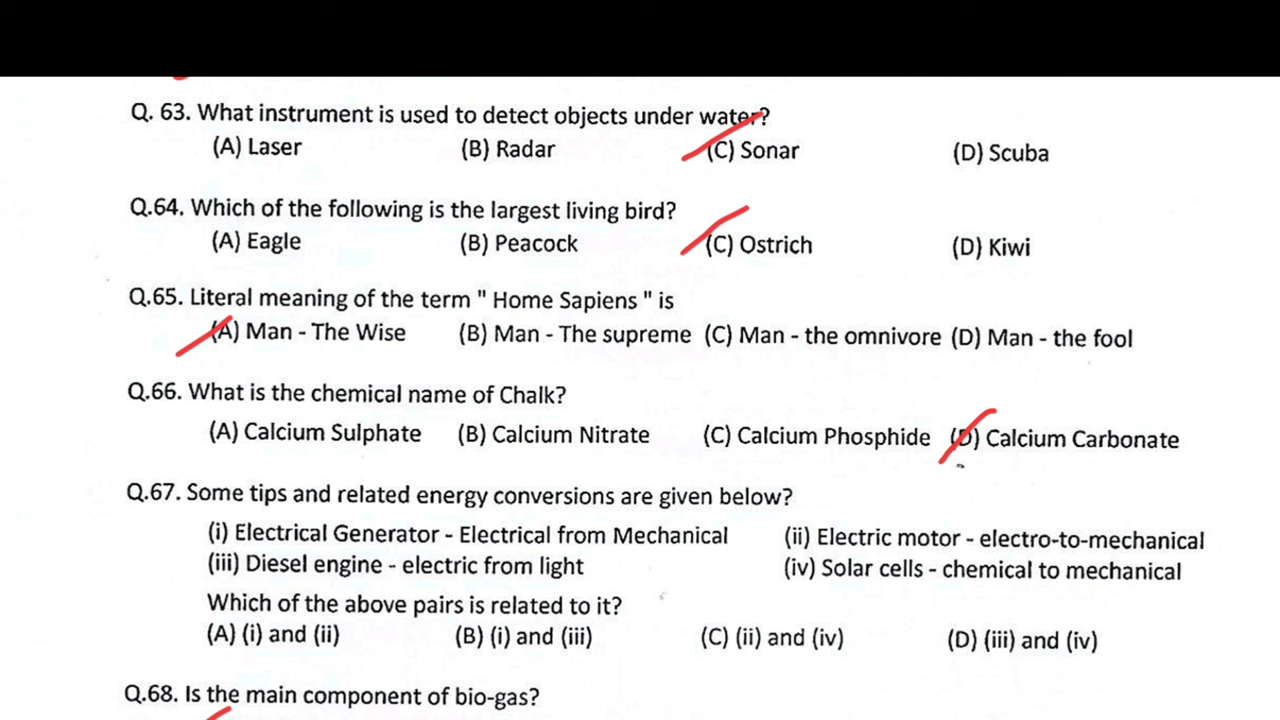 Q. 63. What instrument is used to detect objects under water?
(A) Laser (B) Radar (C) Sonar (D) Scuba
Q.64. Which of the following is the largest living bird?
(A) Eagle (B) Peacock (C) Ostrich (D) Kiwi
Q.65. Literal meaning of the term " Home Sapiens " is
(A) Man - The Wise (B) Man - The supreme (C) Man - the omnivore (D) Man - the fool
Q.66. What is the chemical name of Chalk?
(A) Calcium Sulphate (B) Calcium Nitrate (C) Calcium Phosphide (D) Calcium Carbonate
Q.67. Some tips and related energy conversions are given below?
(i) Electrical Generator - Electrical from Mechanical (ii) Electric motor - electro-to-mechanical
(iii) Diesel engine - electric from light (iv) Solar cells - chemical to mechanical
Which of the above pairs is related to it?
(A) (i) and (ii) (B) (i) and (iii) (C) (ii) and (iv) (D) (iii) and (iv)
Q.68. Is the main component of bio-gas?